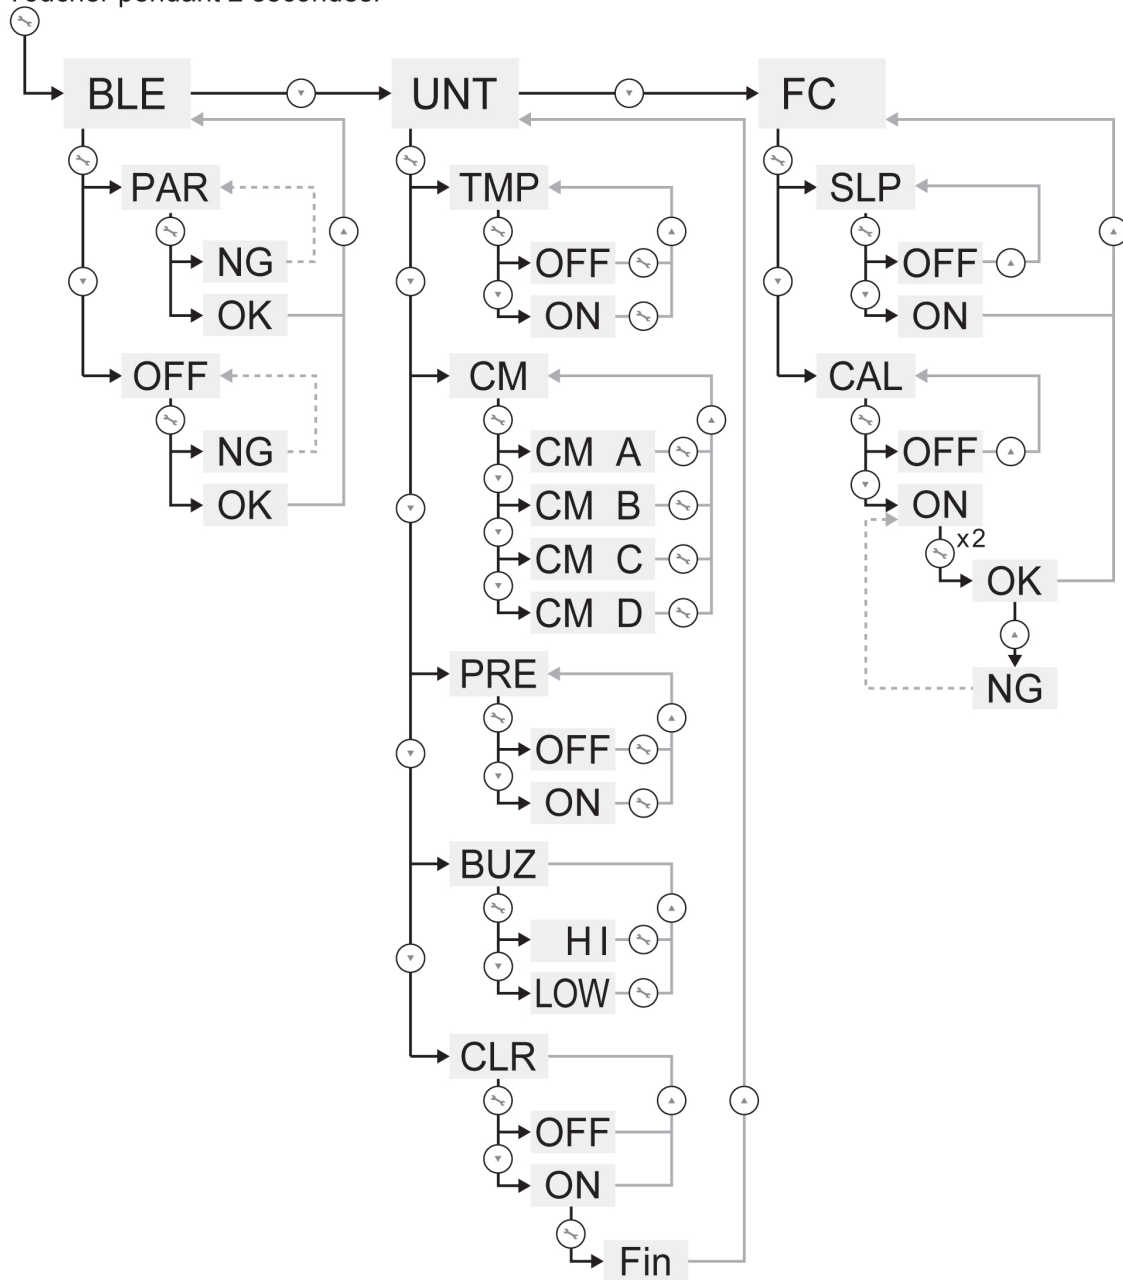 Toucher pendant 2 secondes.
BLE
UNT
FC
PAR
NG
OK
OFF
NG
OK
TMP
OFF
ON
CM
CM A
CM B
CM C
CM D
PRE
OFF
ON
BUZ
HI
LOW
CLR
OFF
ON
Fin
SLP
OFF
ON
CAL
OFF
ON
x2
OK
NG